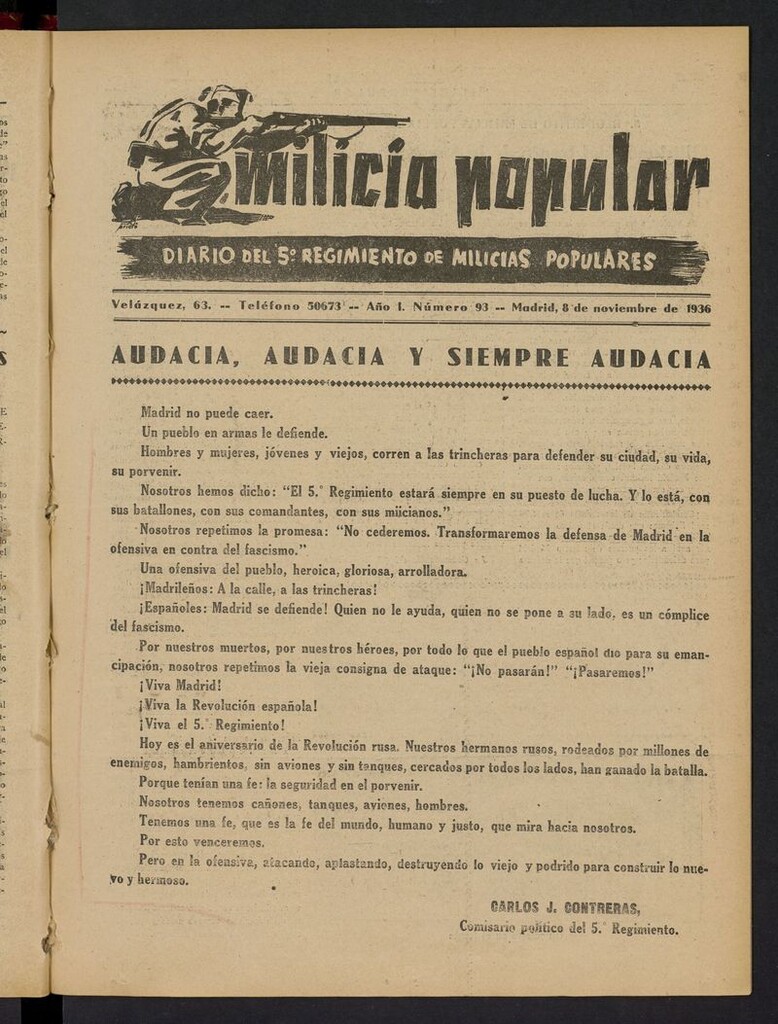 milicia popular
DIARIO DEL 5º REGIMIENTO DE MILICIAS POPULARES
Velázquez, 63. -- Teléfono 50673 -- Año I. Número 93 -- Madrid, 8 de noviembre de 1936
AUDACIA, AUDACIA Y SIEMPRE AUDACIA
Madrid no puede caer.
Un pueblo en armas le defiende.
Hombres y mujeres, jóvenes y viejos, corren a las trincheras para defender su ciudad, su vida,
su porvenir.
Nosotros hemos dicho: "El 5.º Regimiento estará siempre en su puesto de lucha. Y lo está, con
sus batallones, con sus comandantes, con sus milicianos."
Nosotros repetimos la promesa: "No cederemos. Transformaremos la defensa de Madrid en la
ofensiva en contra del fascismo."
Una ofensiva del pueblo, heroica, gloriosa, arrolladora.
¡Madrileños: A la calle, a las trincheras!
¡Españoles: Madrid se defiende! Quien no le ayuda, quien no se pone a su lado, es un cómplice
del fascismo.
Por nuestros muertos, por nuestros héroes, por todo lo que el pueblo español dio para su eman-
cipación, nosotros repetimos la vieja consigna de ataque: "¡No pasarán!" "¡Pasaremos!"
¡Viva Madrid!
¡Viva la Revolución española!
¡Viva el 5.º Regimiento!
Hoy es el aniversario de la Revolución rusa. Nuestros hermanos rusos, rodeados por millones de
enemigos, hambrientos, sin aviones y sin tanques, cercados por todos los lados, han ganado la batalla.
Porque tenían una fe: la seguridad en el porvenir.
Nosotros tenemos cañones, tanques, aviones, hombres.
Tenemos una fe, que es la fe del mundo, humano y justo, que mira hacia nosotros.
Por esto venceremos.
Pero en la ofensiva, atacando, aplastando, destruyendo lo viejo y podrido para construir lo nue-
vo y hermoso.
CARLOS J. CONTRERAS,
Comisario político del 5.º Regimiento.